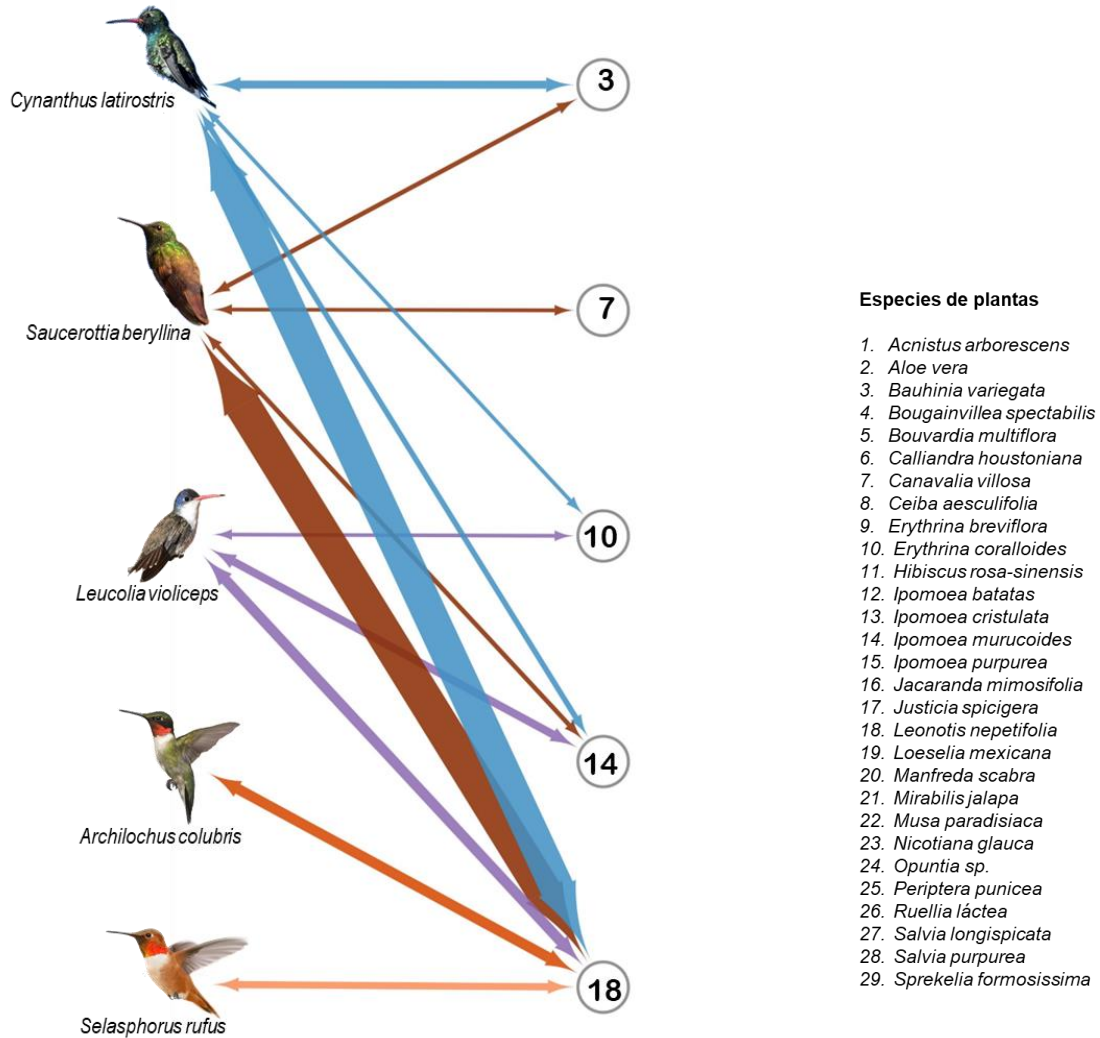 Cynanthus latirostris
3
Saucerottia beryllina
7
Leucolia violiceps
10
14
Archilochus colubris
18
Selasphorus rufus
Especies de plantas
1. Acnistus arborescens
2. Aloe vera
3. Bauhinia variegata
4. Bougainvillea spectabilis
5. Bouvardia multiflora
6. Calliandra houstoniana
7. Canavalia villosa
8. Ceiba aesculifolia
9. Erythrina breviflora
10. Erythrina coralloides
11. Hibiscus rosa-sinensis
12. Ipomoea batatas
13. Ipomoea cristulata
14. Ipomoea murucoides
15. Ipomoea purpurea
16. Jacaranda mimosifolia
17. Justicia spicigera
18. Leonotis nepetifolia
19. Loeselia mexicana
20. Manfreda scabra
21. Mirabilis jalapa
22. Musa paradisiaca
23. Nicotiana glauca
24. Opuntia sp.
25. Periptera punicea
26. Ruellia láctea
27. Salvia longispicata
28. Salvia purpurea
29. Sprekelia formosissima